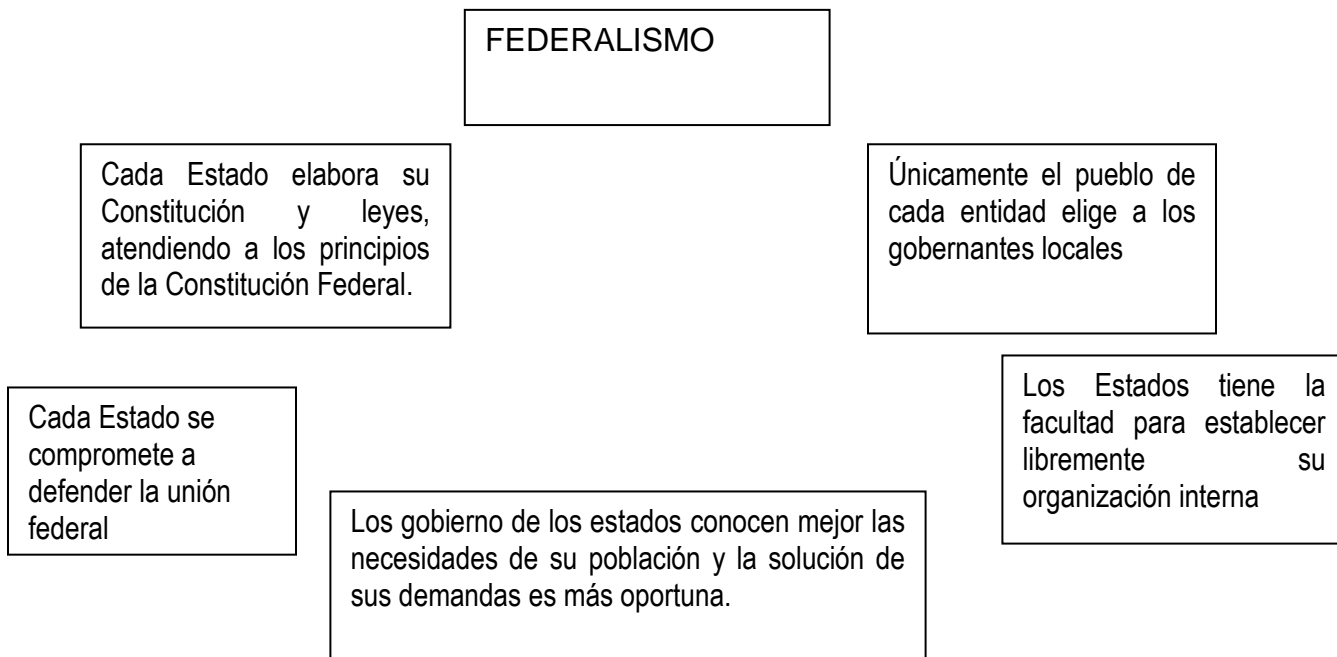 FEDERALISMO
Cada Estado elabora su
Constitución y leyes,
atendiendo a los principios
de la Constitución Federal.
Únicamente el pueblo de
cada entidad elige a los
gobernantes locales
Cada Estado se
compromete a
defender la unión
federal
Los Estados tiene la
facultad para establecer
libremente su
organización interna
Los gobierno de los estados conocen mejor las
necesidades de su población y la solución de
sus demandas es más oportuna.